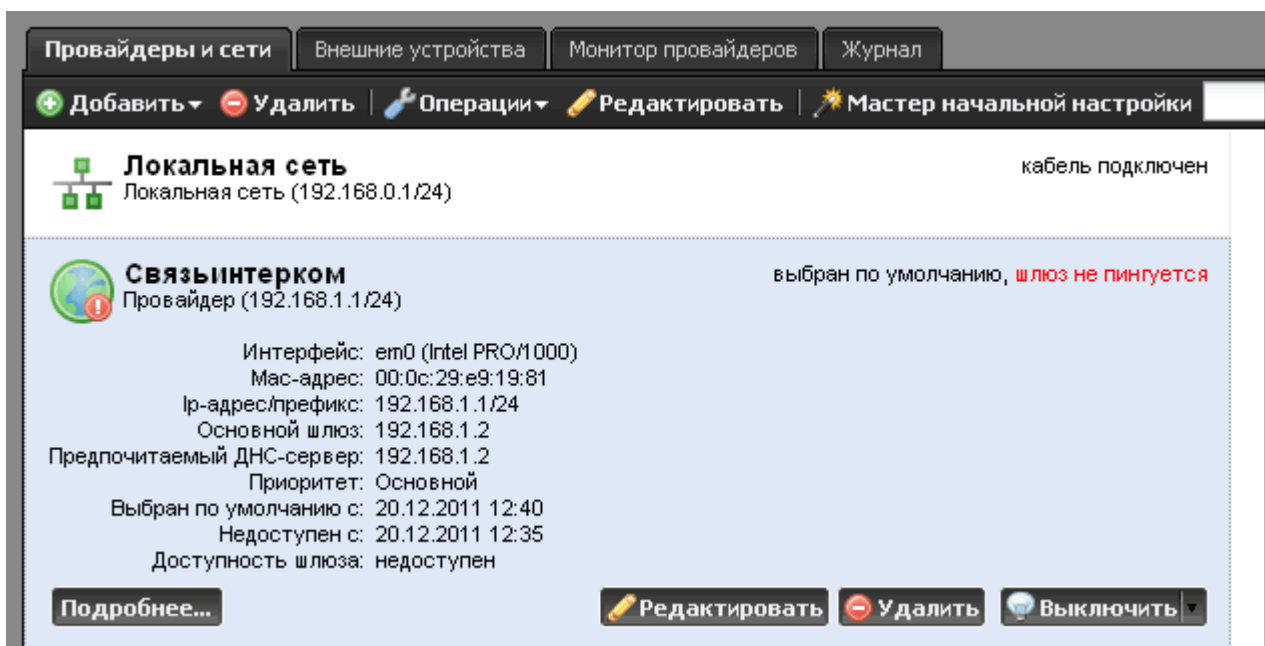 Провайдеры и сети Внешние устройства Монитор провайдеров Журнал
Добавить Удалить Операции Редактировать Мастер начальной настройки
Локальная сеть кабель подключен
Локальная сеть (192.168.0.1/24)
Связьинтерком выбран по умолчанию, шлюз не пингуется
Провайдер (192.168.1.1/24)
Интерфейс: em0 (Intel PRO/1000)
Мас-адрес: 00:0c:29:e9:19:81
Ip-адрес/префикс: 192.168.1.1/24
Основной шлюз: 192.168.1.2
Предпочитаемый ДНС-сервер: 192.168.1.2
Приоритет: Основной
Выбран по умолчанию с: 20.12.2011 12:40
Недоступен с: 20.12.2011 12:35
Доступность шлюза: недоступен
Подробнее... Редактировать Удалить Выключить